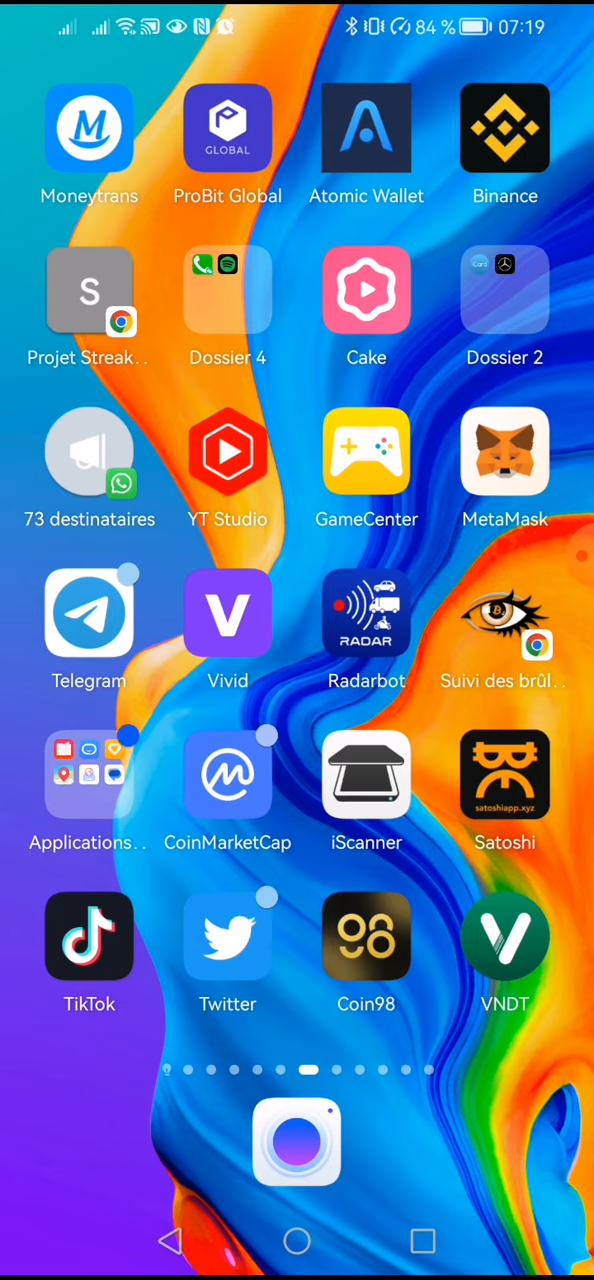 84 % 07:19
M
GLOBAL
Moneytrans ProBit Global Atomic Wallet Binance
S
Card
Projet Streak.. Dossier 4 Cake Dossier 2
73 destinataires YT Studio GameCenter MetaMask
V
RADAR
Telegram Vivid Radarbot Suivi des brûl..
satoshiapp.xyz
Applications.. CoinMarketCap iScanner Satoshi
98
TikTok Twitter Coin98 VNDT